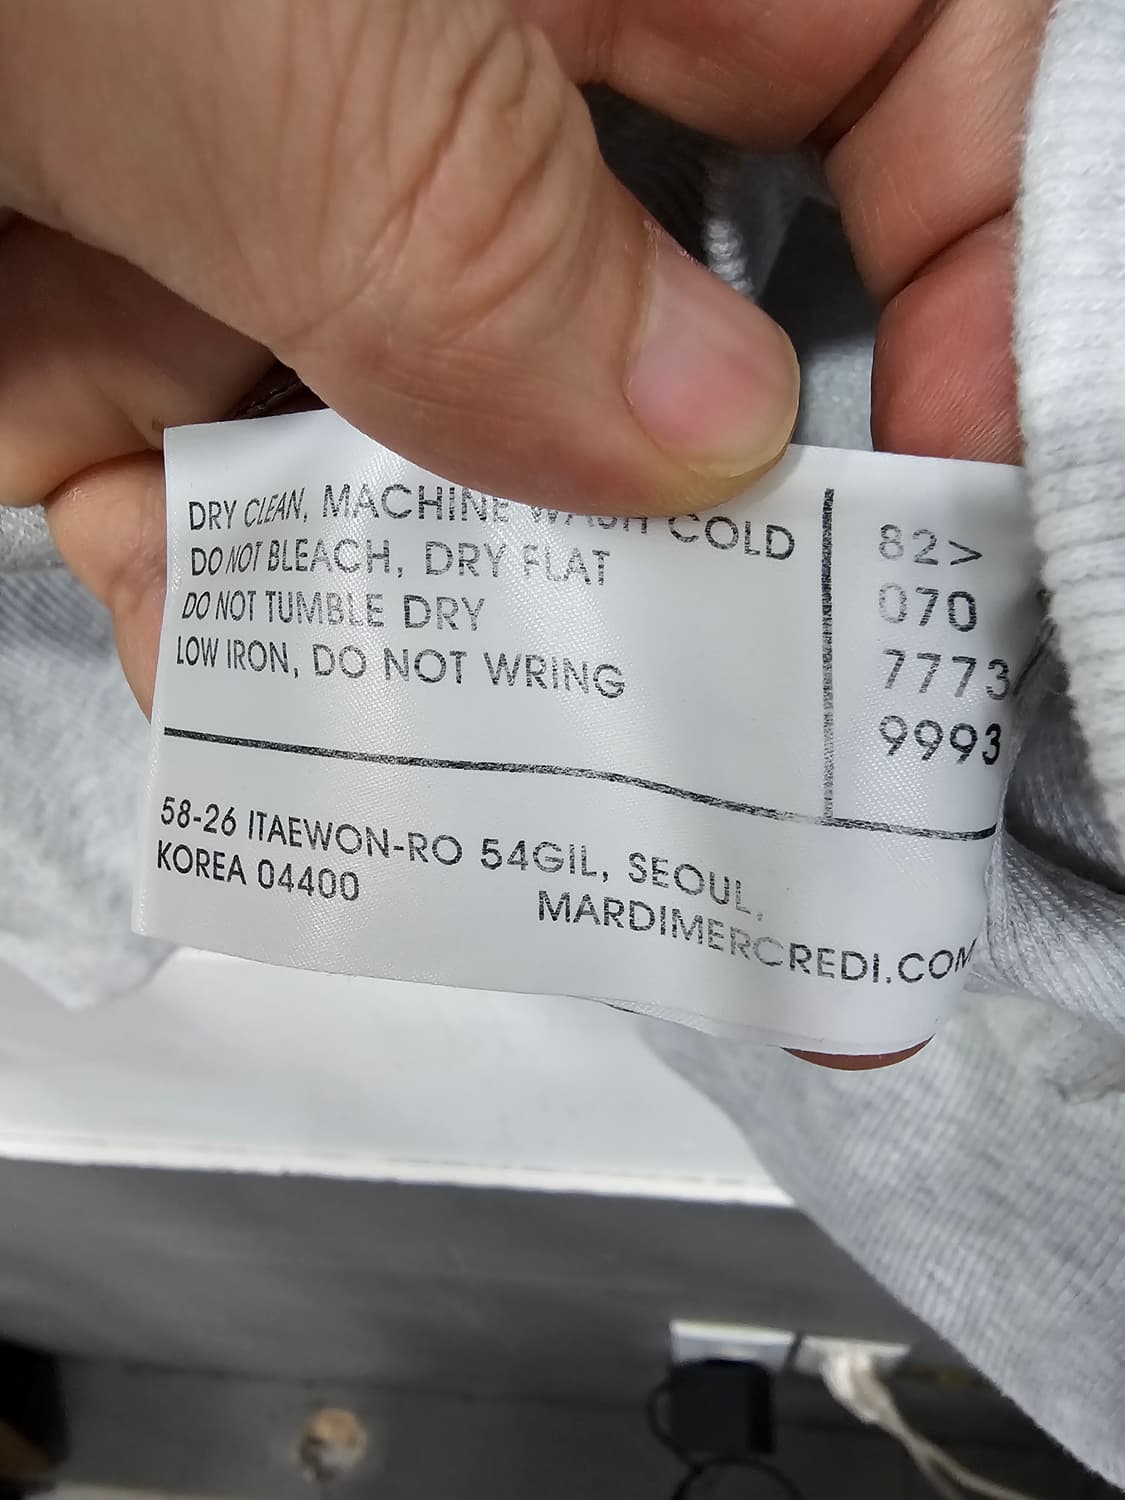 DRY CLEAN, MACHINE WASH COLD
DO NOT BLEACH, DRY FLAT
DO NOT TUMBLE DRY
LOW IRON, DO NOT WRING
82>
070
7773
9993
58-26 ITAEWON-RO 54GIL, SEOUL,
KOREA 04400
MARDIMERCREDI.COM